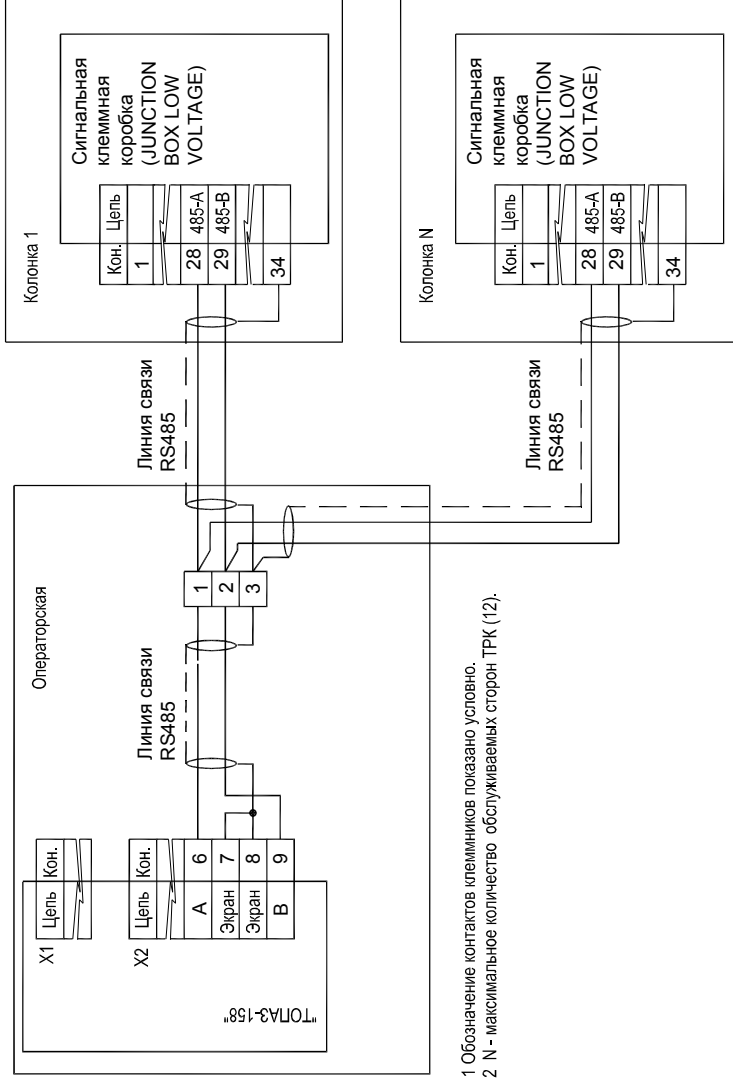 Операторская
"ТОПАЗ-158"
X1
Цепь Кон.
X2
Цепь Кон.
A 6
Экран 7
Экран 8
B 9
Линия связи
RS485
1
2
3
Линия связи
RS485
Колонка 1
Кон. Цепь
1
28 485-A
29 485-B
34
Сигнальная
клеммная
коробка
(JUNCTION
BOX LOW
VOLTAGE)
Линия связи
RS485
Колонка N
Кон. Цепь
1
28 485-A
29 485-B
34
Сигнальная
клеммная
коробка
(JUNCTION
BOX LOW
VOLTAGE)
1 Обозначение контактов клеммников показано условно.
2 N - максимальное количество обслуживаемых сторон ТРК (12).